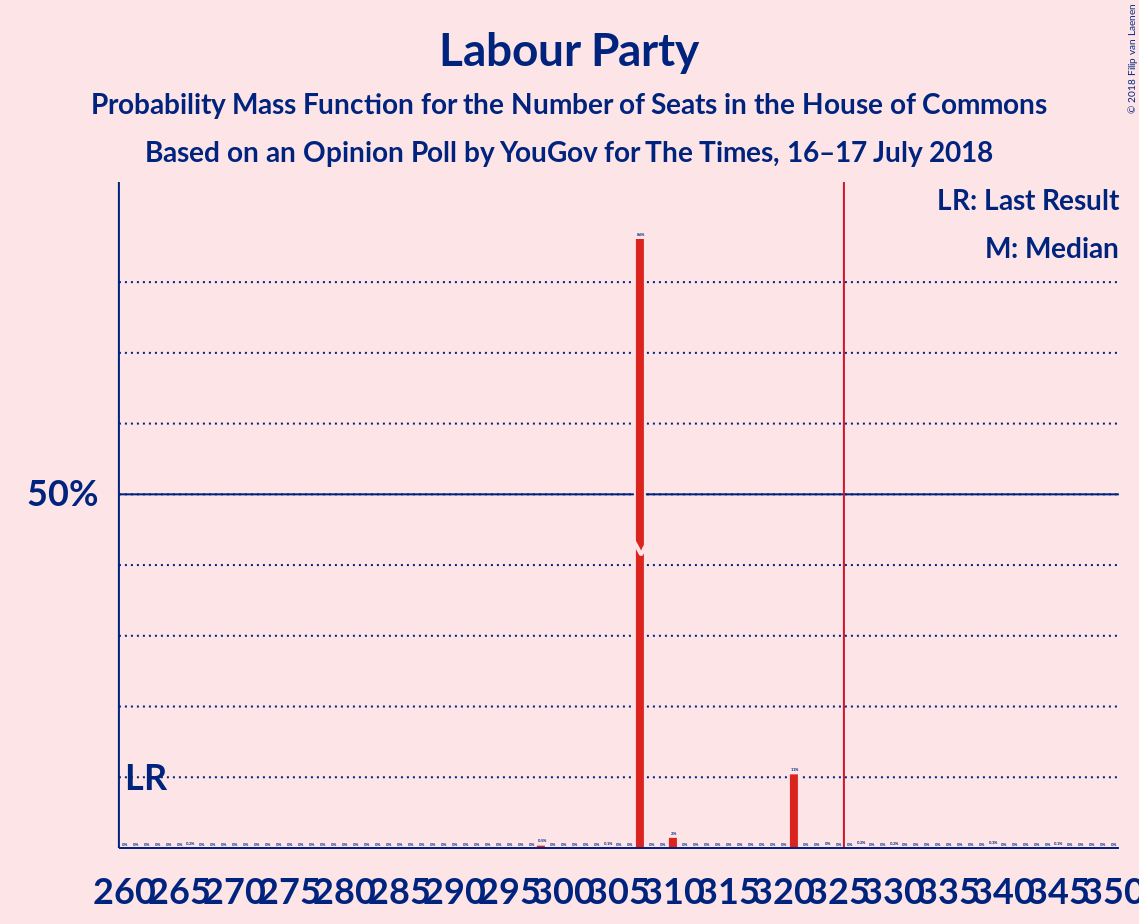 Labour Party
Probability Mass Function for the Number of Seats in the House of Commons
Based on an Opinion Poll by YouGov for The Times, 16–17 July 2018
© 2018 Filip van Laenen
LR: Last Result
M: Median
50%
M
LR
260 265 270 275 280 285 290 295 300 305 310 315 320 325 330 335 340 345 350